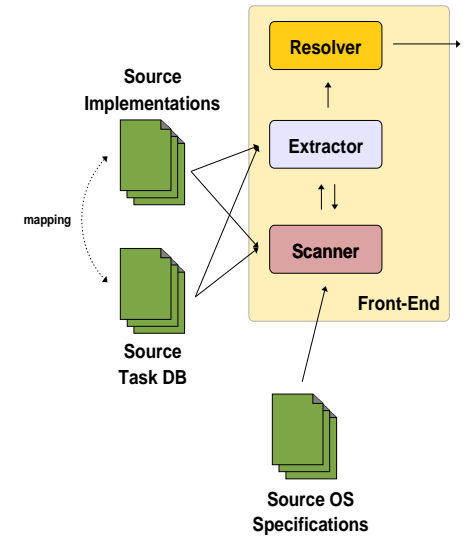 Resolver
Source
Implementations
Extractor
mapping
Scanner
Front-End
Source
Task DB
Source OS
Specifications